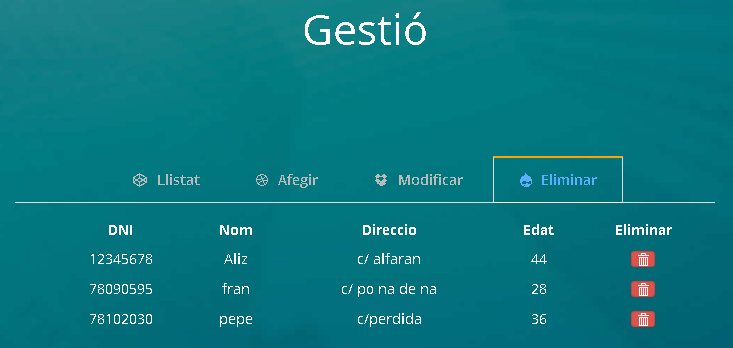 Gestió
Llistat Afegir Modificar Eliminar
DNI Nom Direccio Edat Eliminar
12345678 Aliz c/ alfaran 44
78090595 fran c/ po na de na 28
78102030 pepe c/perdida 36